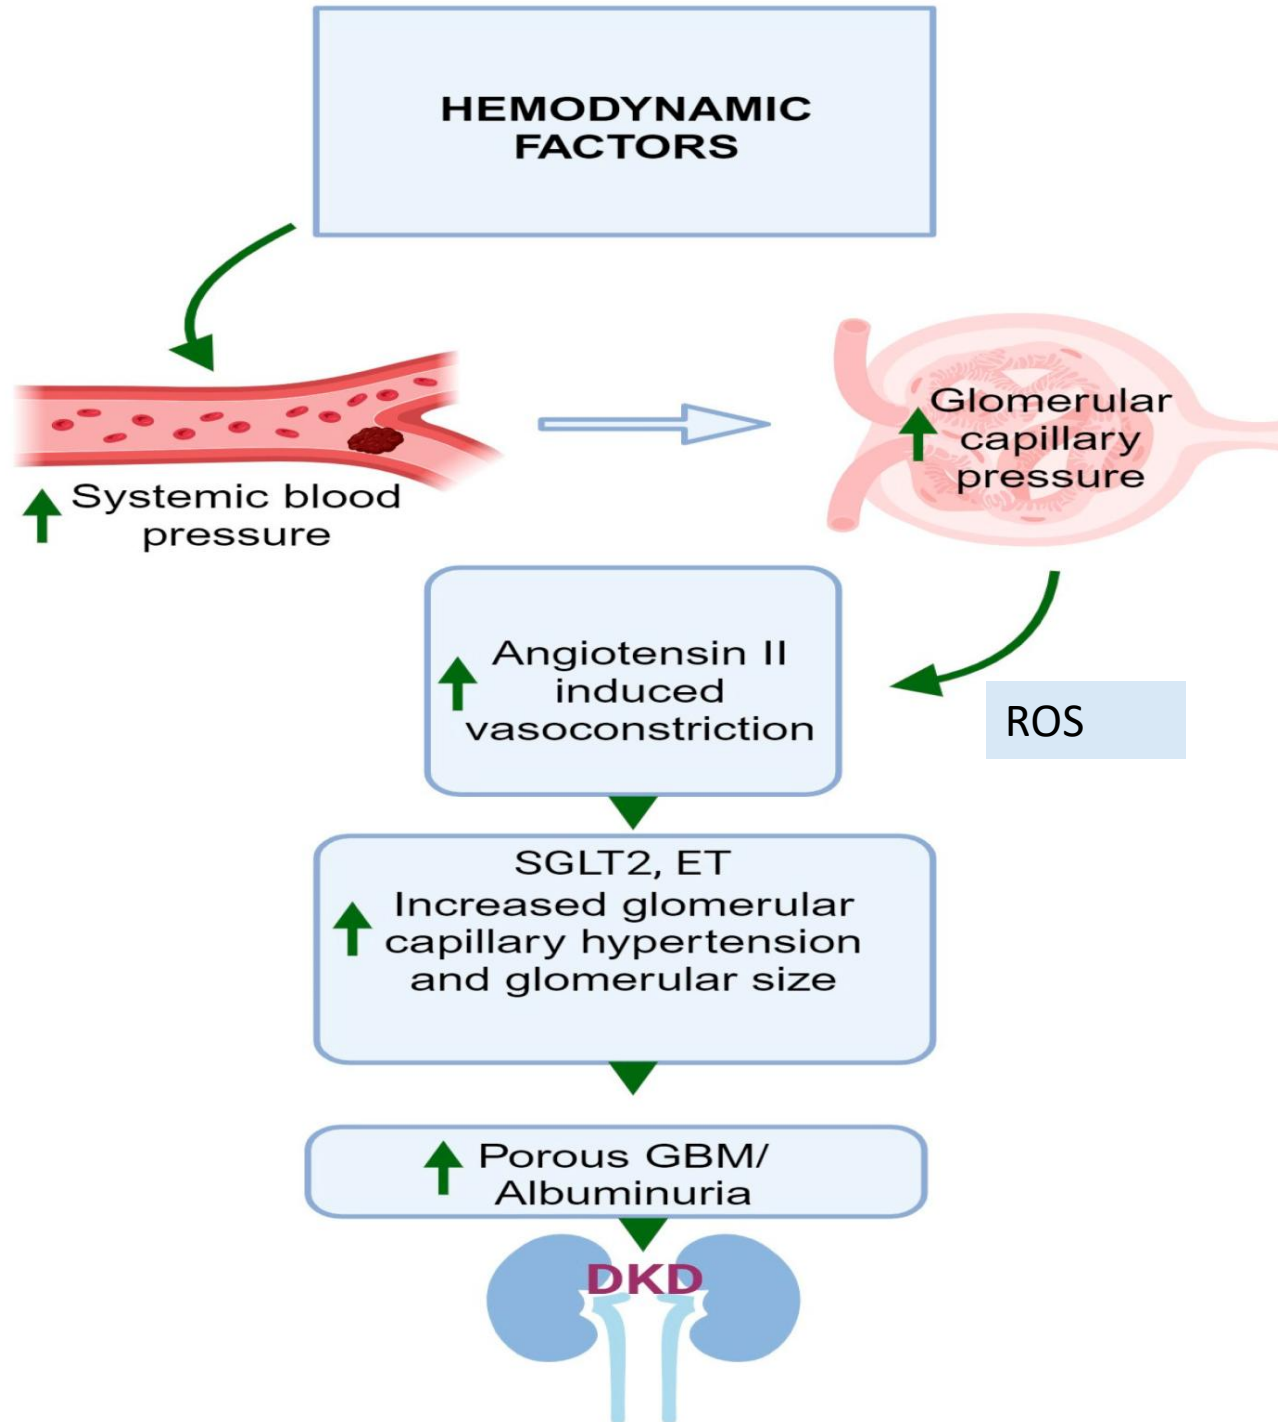 HEMODYNAMIC
FACTORS
Systemic blood
pressure
Glomerular
capillary
pressure
Angiotensin II
induced
vasoconstriction
ROS
SGLT2, ET
Increased glomerular
capillary hypertension
and glomerular size
Porous GBM/
Albuminuria
DKD